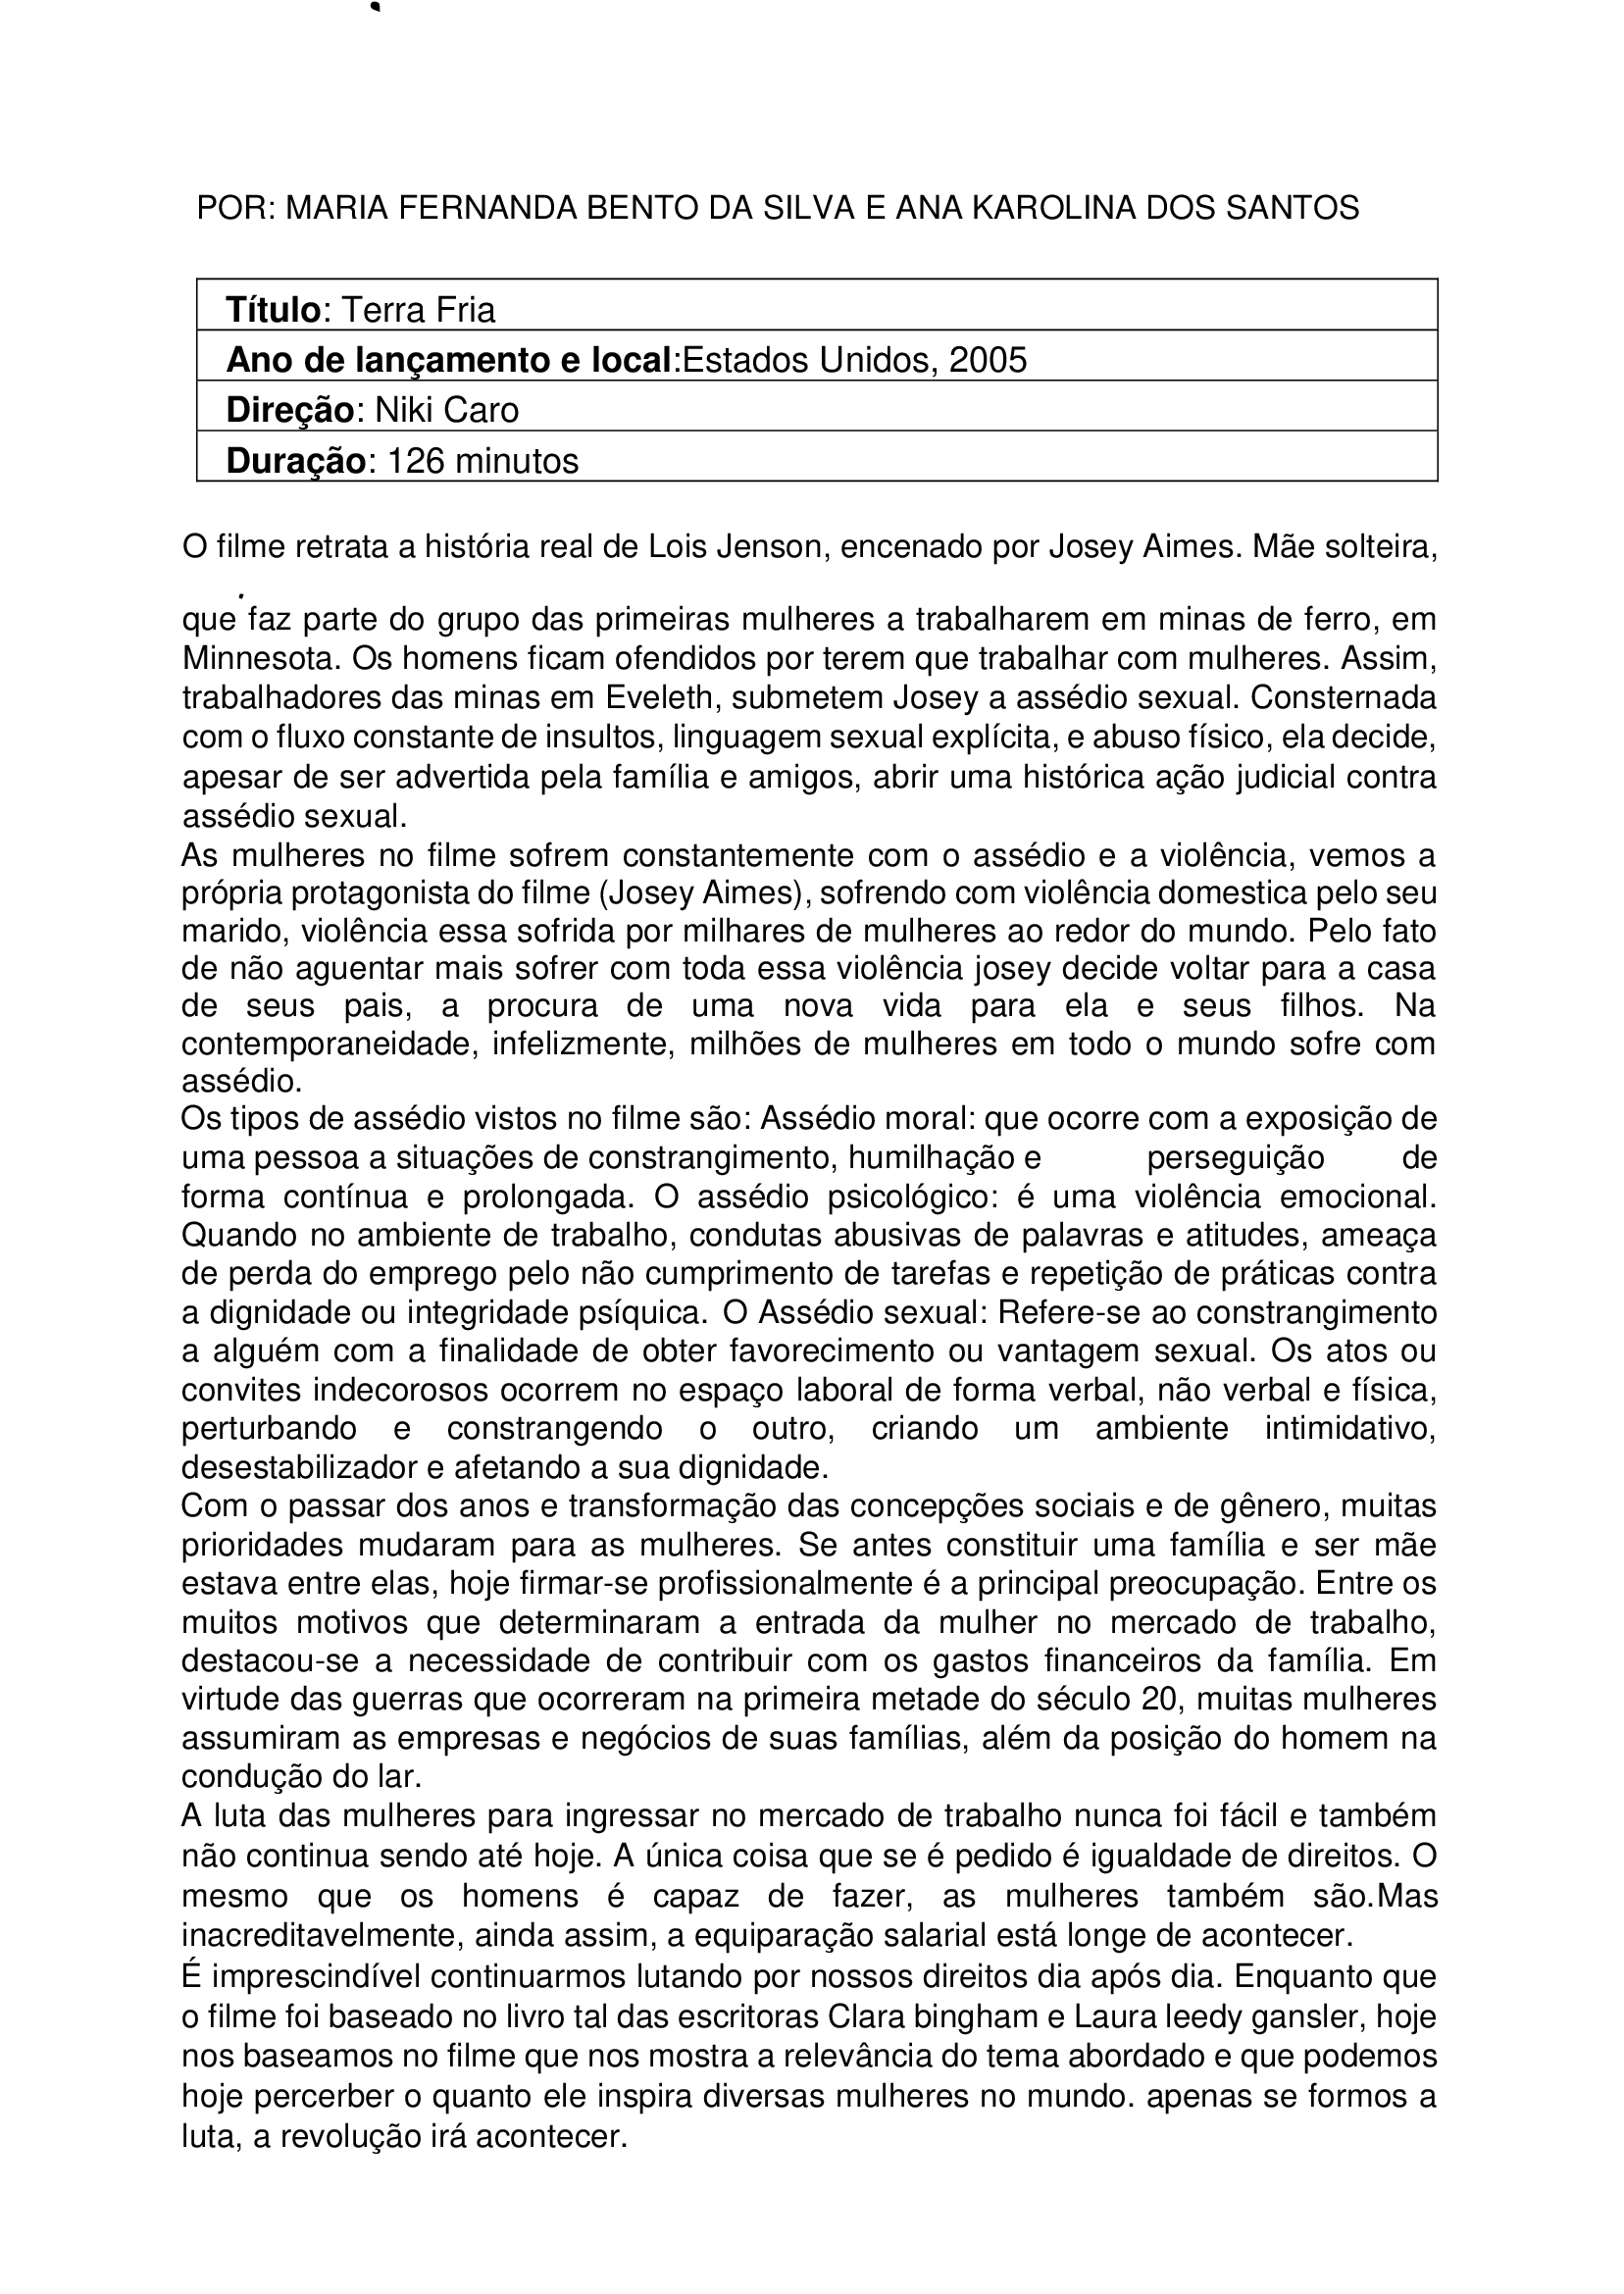 POR: MARIA FERNANDA BENTO DA SILVA E ANA KAROLINA DOS SANTOS
Título: Terra Fria
Ano de lançamento e local:Estados Unidos, 2005
Direção: Niki Caro
Duração: 126 minutos
O filme retrata a história real de Lois Jenson, encenado por Josey Aimes. Mãe solteira,
que faz parte do grupo das primeiras mulheres a trabalharem em minas de ferro, em
Minnesota. Os homens ficam ofendidos por terem que trabalhar com mulheres. Assim,
trabalhadores das minas em Eveleth, submetem Josey a assédio sexual. Consternada
com o fluxo constante de insultos, linguagem sexual explícita, e abuso físico, ela decide,
apesar de ser advertida pela família e amigos, abrir uma histórica ação judicial contra
assédio sexual.
As mulheres no filme sofrem constantemente com o assédio e a violência, vemos a
própria protagonista do filme (Josey Aimes), sofrendo com violência domestica pelo seu
marido, violência essa sofrida por milhares de mulheres ao redor do mundo. Pelo fato
de não aguentar mais sofrer com toda essa violência josey decide voltar para a casa
de seus pais, a procura de uma nova vida para ela e seus filhos. Na
contemporaneidade, infelizmente, milhões de mulheres em todo o mundo sofre com
assédio.
Os tipos de assédio vistos no filme são: Assédio moral: que ocorre com a exposição de
uma pessoa a situações de constrangimento, humilhação e perseguição de
forma contínua e prolongada. O assédio psicológico: é uma violência emocional.
Quando no ambiente de trabalho, condutas abusivas de palavras e atitudes, ameaça
de perda do emprego pelo não cumprimento de tarefas e repetição de práticas contra
a dignidade ou integridade psíquica. O Assédio sexual: Refere-se ao constrangimento
a alguém com a finalidade de obter favorecimento ou vantagem sexual. Os atos ou
convites indecorosos ocorrem no espaço laboral de forma verbal, não verbal e física,
perturbando e constrangendo o outro, criando um ambiente intimidativo,
desestabilizador e afetando a sua dignidade.
Com o passar dos anos e transformação das concepções sociais e de gênero, muitas
prioridades mudaram para as mulheres. Se antes constituir uma família e ser mãe
estava entre elas, hoje firmar-se profissionalmente é a principal preocupação. Entre os
muitos motivos que determinaram a entrada da mulher no mercado de trabalho,
destacou-se a necessidade de contribuir com os gastos financeiros da família. Em
virtude das guerras que ocorreram na primeira metade do século 20, muitas mulheres
assumiram as empresas e negócios de suas famílias, além da posição do homem na
condução do lar.
A luta das mulheres para ingressar no mercado de trabalho nunca foi fácil e também
não continua sendo até hoje. A única coisa que se é pedido é igualdade de direitos. O
mesmo que os homens é capaz de fazer, as mulheres também são.Mas
inacreditavelmente, ainda assim, a equiparação salarial está longe de acontecer.
É imprescindível continuarmos lutando por nossos direitos dia após dia. Enquanto que
o filme foi baseado no livro tal das escritoras Clara bingham e Laura leedy gansler, hoje
nos baseamos no filme que nos mostra a relevância do tema abordado e que podemos
hoje percerber o quanto ele inspira diversas mulheres no mundo. apenas se formos a
luta, a revolução irá acontecer.